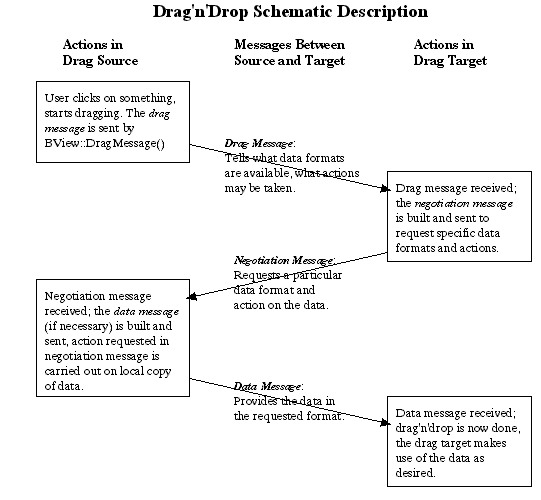 Drag'n'Drop Schematic Description
Actions in
Drag Source
Messages Between
Source and Target
Actions in
Drag Target
User clicks on something,
starts dragging. The drag
message is sent by
BView::DragMessage()
Drag Message:
Tells what data formats
are available, what actions
may be taken.
Drag message received;
the negotiation message
is built and sent to
request specific data
formats and actions.
Negotiation Message:
Requests a particular
data format and
action on the data.
Negotiation message
received; the data message
(if necessary) is built and
sent, action requested in
negotiation message is
carried out on local copy
of data.
Data Message:
Provides the data in
the requested format.
Data message received;
drag'n'drop is now done,
the drag target makes
use of the data as
desired.